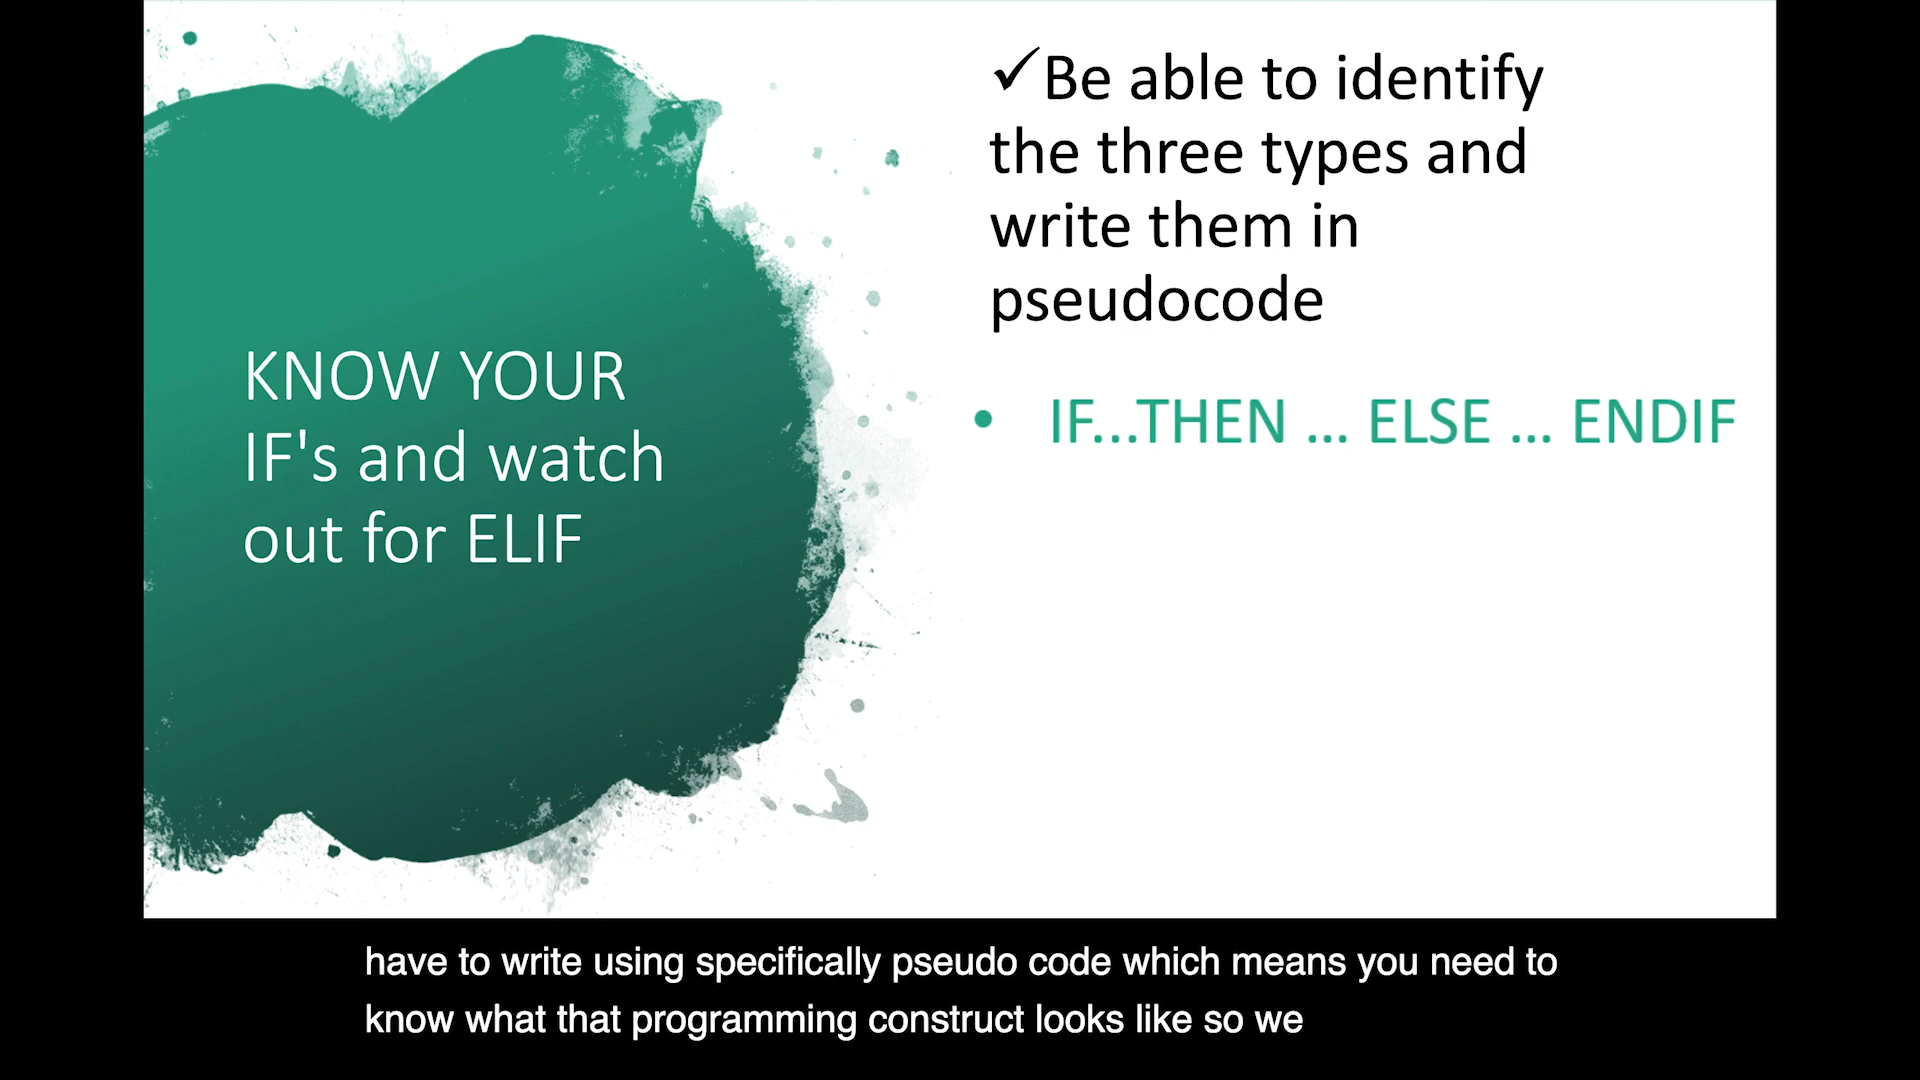 KNOW YOUR
IF's and watch
out for ELIF
✓Be able to identify
the three types and
write them in
pseudocode
• IF...THEN ... ELSE ... ENDIF
have to write using specifically pseudo code which means you need to
know what that programming construct looks like so we